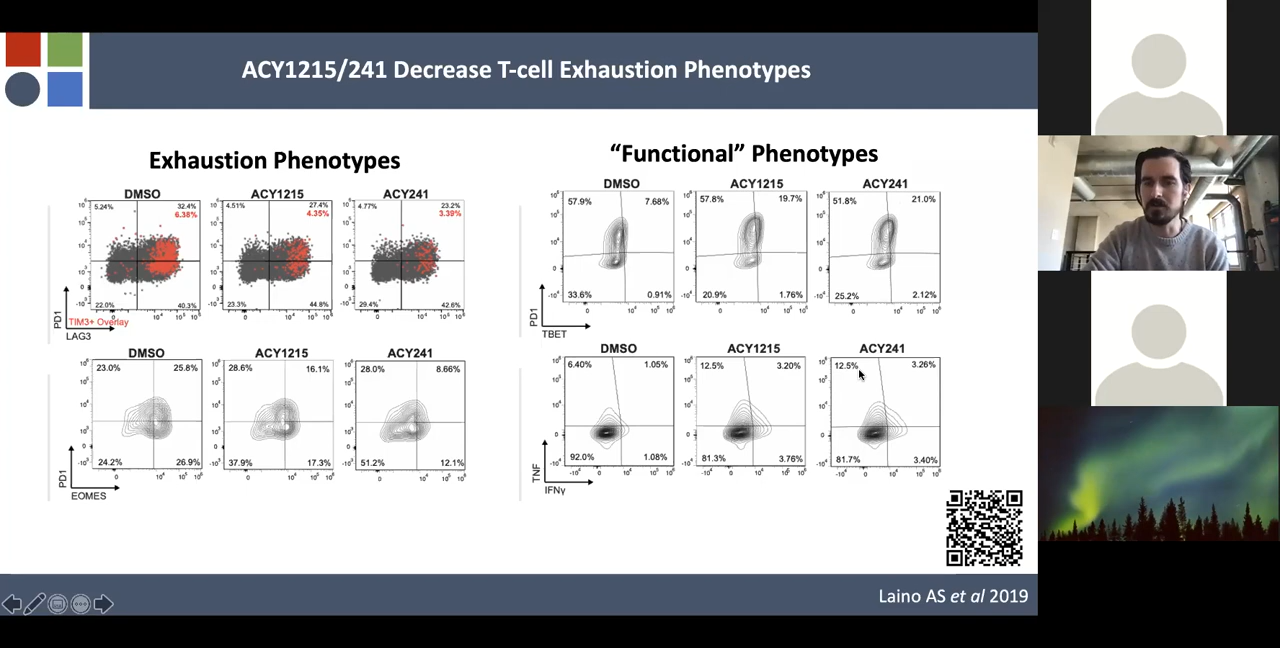 ACY1215/241 Decrease T-cell Exhaustion Phenotypes
Exhaustion Phenotypes
DMSO
ACY1215
ACY241
5.24%
32.4%
6.38%
22.0%
40.3%
4.51%
27.4%
4.35%
23.3%
44.8%
4.77%
23.2%
3.39%
29.4%
42.6%
PD1
TIM3+ Overlay
LAG3
DMSO
ACY1215
ACY241
23.0%
25.8%
24.2%
26.9%
28.6%
16.1%
37.9%
17.3%
28.0%
8.66%
51.2%
12.1%
PD1
EOMES
“Functional” Phenotypes
DMSO
ACY1215
ACY241
57.9%
7.68%
33.6%
0.91%
57.8%
19.7%
20.9%
1.76%
51.8%
21.0%
25.2%
2.12%
PD1
TBET
DMSO
ACY1215
ACY241
6.40%
1.05%
92.0%
1.08%
12.5%
3.20%
81.3%
3.76%
12.5%
3.26%
81.7%
3.40%
TNF
IFNγ
Laino AS et al 2019